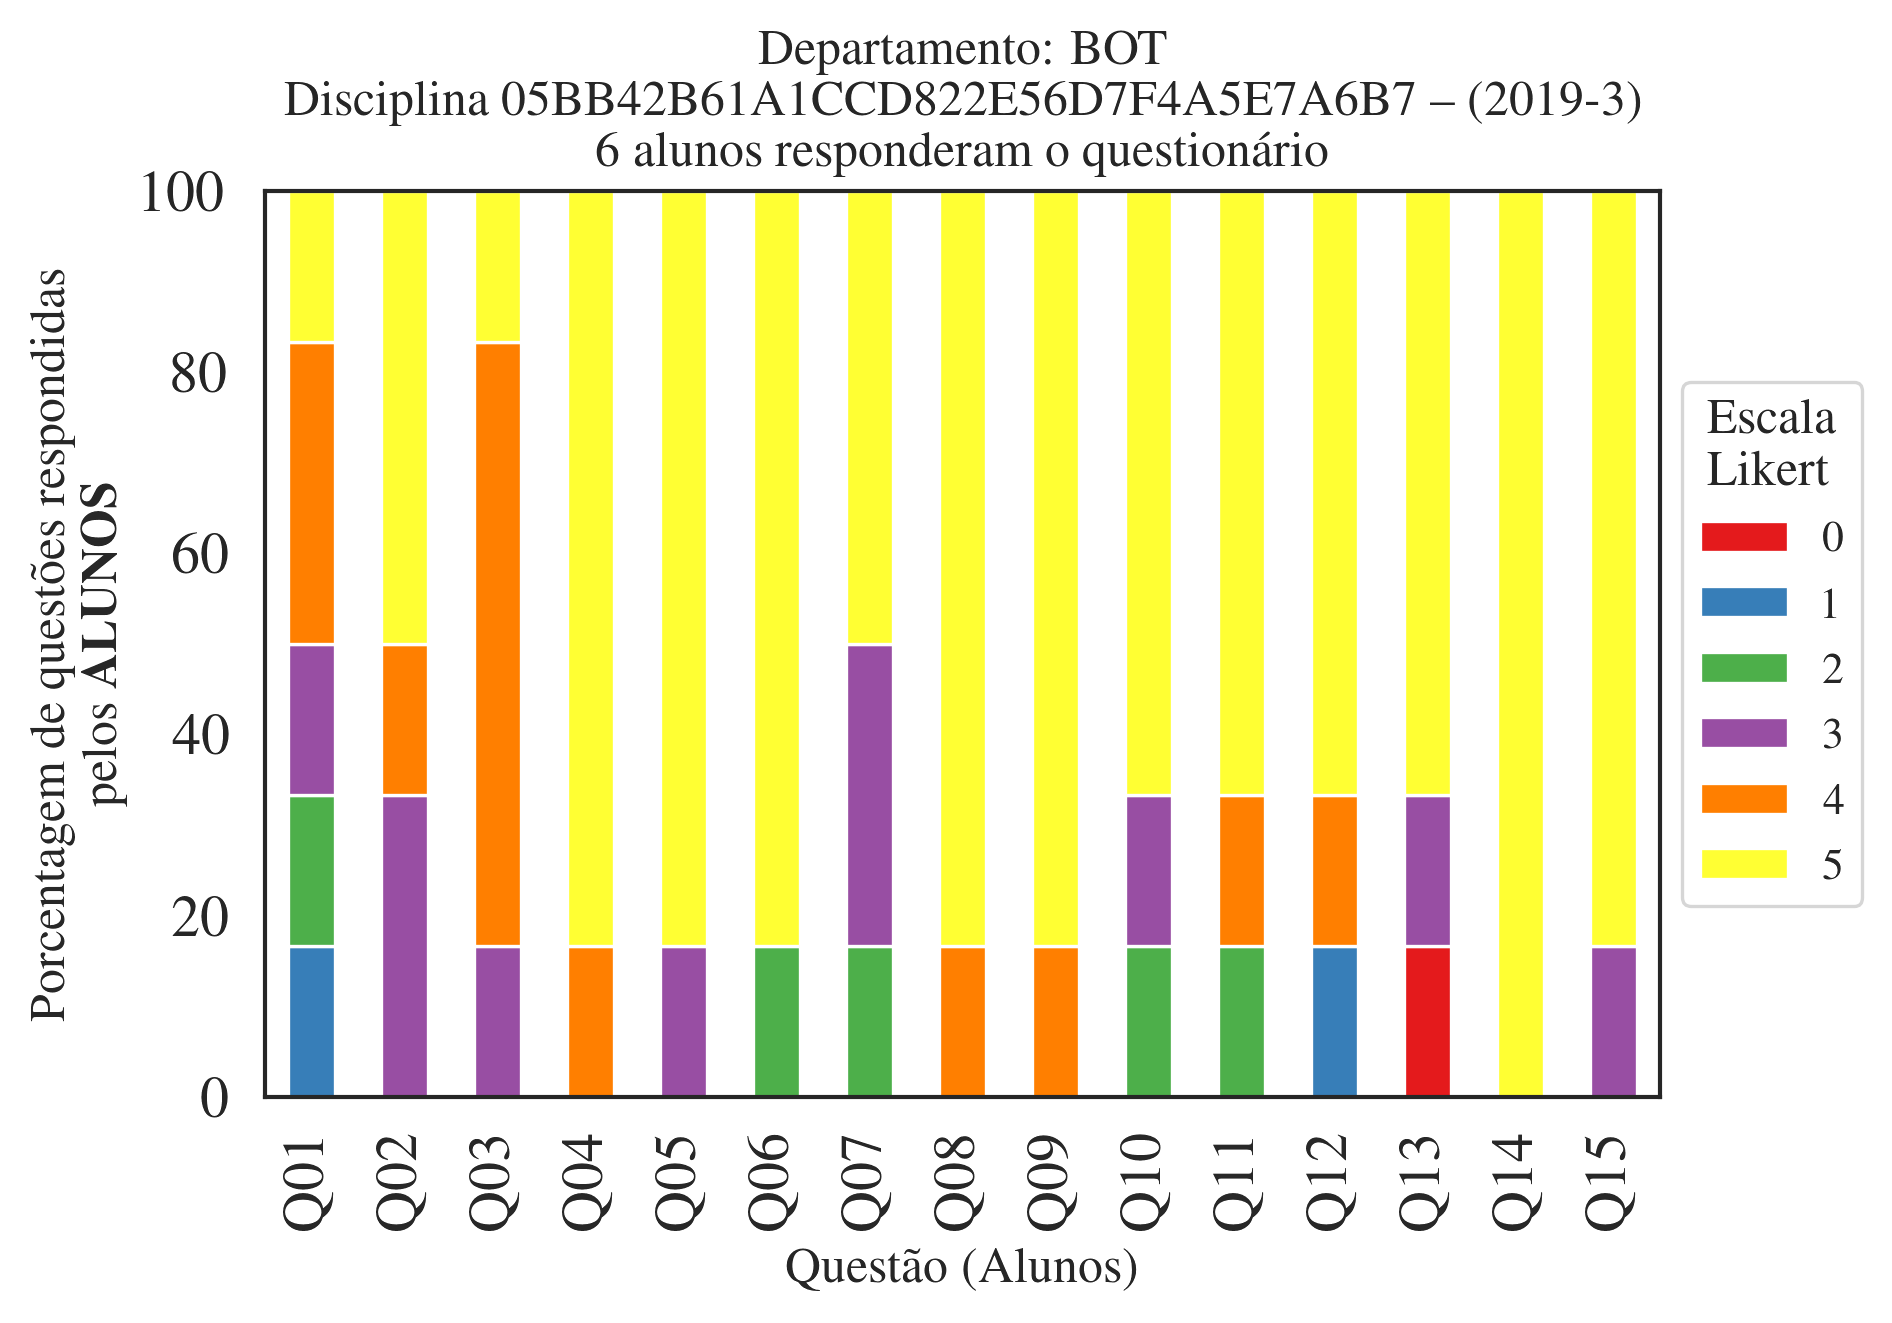 Departamento: BOT
Disciplina 05BB42B61A1CCD822E56D7F4A5E7A6B7 – (2019-3)
6 alunos responderam o questionário
Porcentagem de questões respondidas
pelos ALUNOS
100
80
60
40
20
0
Q01
Q02
Q03
Q04
Q05
Q06
Q07
Q08
Q09
Q10
Q11
Q12
Q13
Q14
Q15
Questão (Alunos)
Escala
Likert
0
1
2
3
4
5